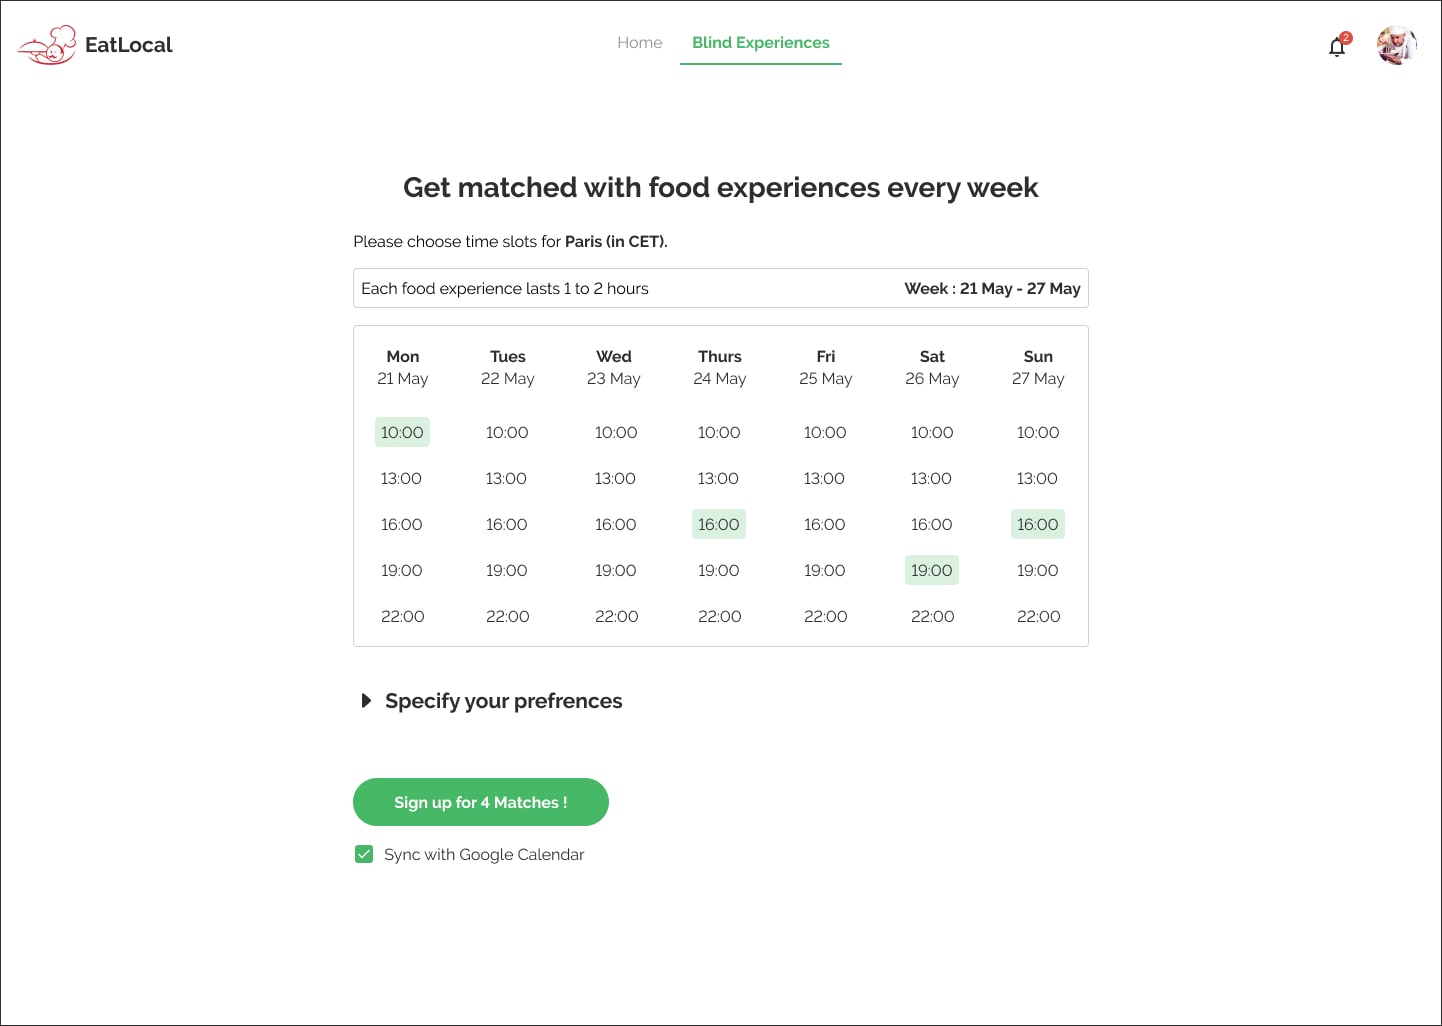 EatLocal
Home Blind Experiences
2
Get matched with food experiences every week
Please choose time slots for Paris (in CET).
Each food experience lasts 1 to 2 hours Week : 21 May - 27 May
Mon Tues Wed Thurs Fri Sat Sun
21 May 22 May 23 May 24 May 25 May 26 May 27 May
10:00 10:00 10:00 10:00 10:00 10:00 10:00
13:00 13:00 13:00 13:00 13:00 13:00 13:00
16:00 16:00 16:00 16:00 16:00 16:00 16:00
19:00 19:00 19:00 19:00 19:00 19:00 19:00
22:00 22:00 22:00 22:00 22:00 22:00 22:00
Specify your prefrences
Sign up for 4 Matches !
Sync with Google Calendar